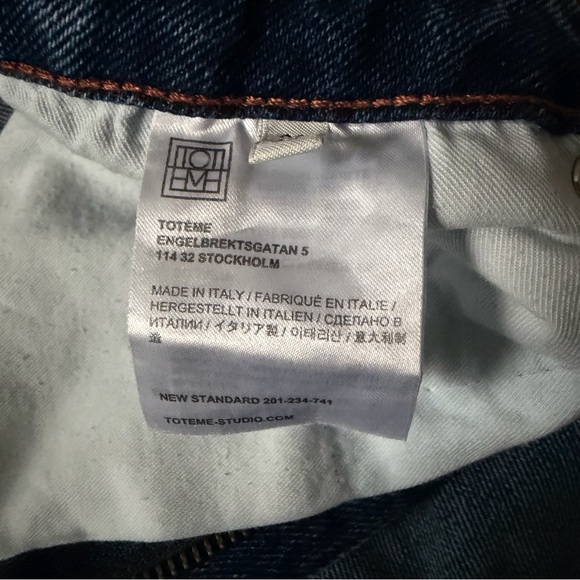 TOTEME
TOTÈME
ENGELBREKTSGATAN 5
114 32 STOCKHOLM
MADE IN ITALY / FABRIQUÉ EN ITALIE /
HERGESTELLT IN ITALIEN / СДЕЛАНО В
ИТАЛИИ / イタリア製 / 이태리산 / 意大利制
造
NEW STANDARD 201-234-741
TOTEME-STUDIO.COM